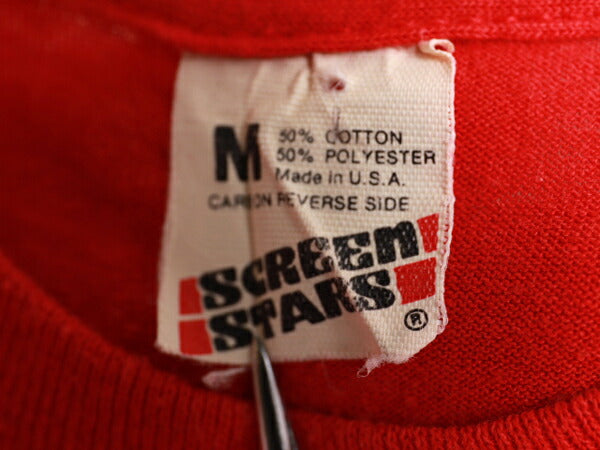 M
50% COTTON
50% POLYESTER
Made in U.S.A.
CARE ON REVERSE SIDE
SCREEN
STARS
®